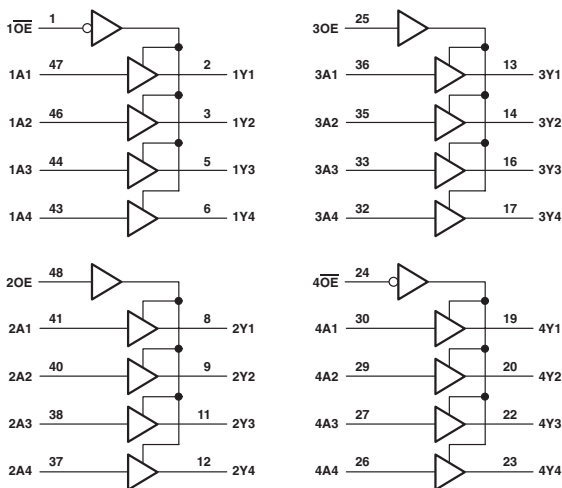 1O̅E̅ 1
1A1 47 2 1Y1
1A2 46 3 1Y2
1A3 44 5 1Y3
1A4 43 6 1Y4
3OE 25
3A1 36 13 3Y1
3A2 35 14 3Y2
3A3 33 16 3Y3
3A4 32 17 3Y4
2OE 48
2A1 41 8 2Y1
2A2 40 9 2Y2
2A3 38 11 2Y3
2A4 37 12 2Y4
4O̅E̅ 24
4A1 30 19 4Y1
4A2 29 20 4Y2
4A3 27 22 4Y3
4A4 26 23 4Y4